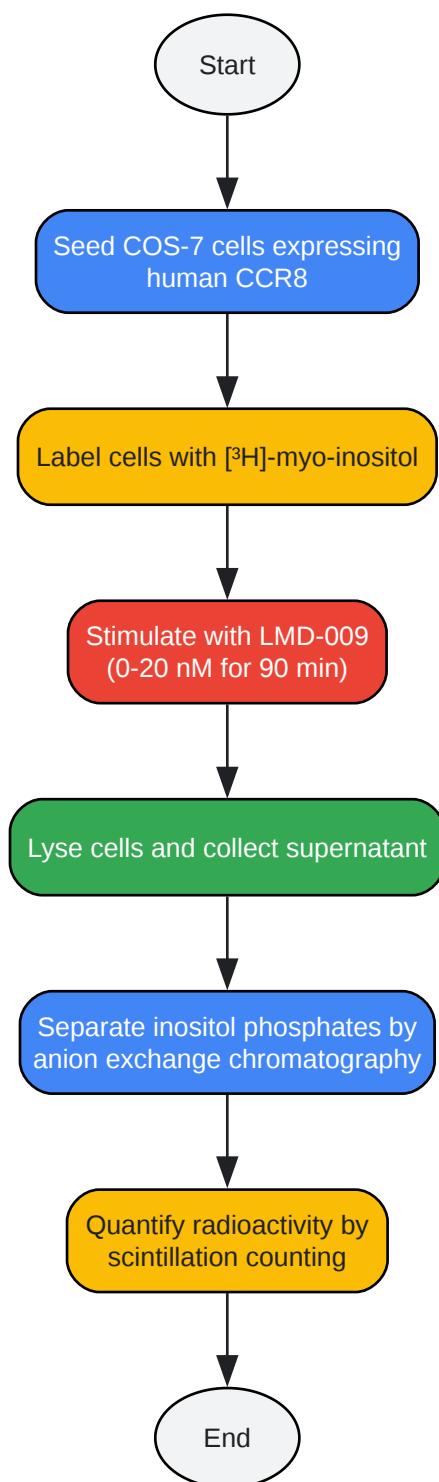 Start
Seed COS-7 cells expressing
human CCR8
Label cells with [³H]-myo-inositol
Stimulate with LMD-009
(0-20 nM for 90 min)
Lyse cells and collect supernatant
Separate inositol phosphates by
anion exchange chromatography
Quantify radioactivity by
scintillation counting
End